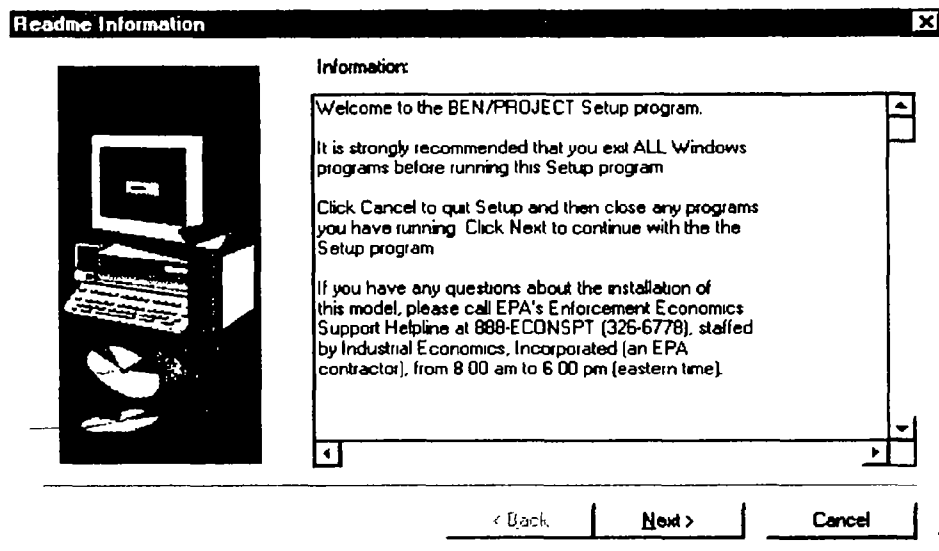 Readme Information
Information:
Welcome to the BEN/PROJECT Setup program.
It is strongly recommended that you exit ALL Windows
programs before running this Setup program
Click Cancel to quit Setup and then close any programs
you have running Click Next to continue with the the
Setup program
If you have any questions about the installation of
this model, please call EPA's Enforcement Economics
Support Helpline at 888-ECONSPT (326-6778), staffed
by Industrial Economics, Incorporated (an EPA
contractor), from 8 00 am to 6 00 pm (eastern time).
< Back
Next >
Cancel